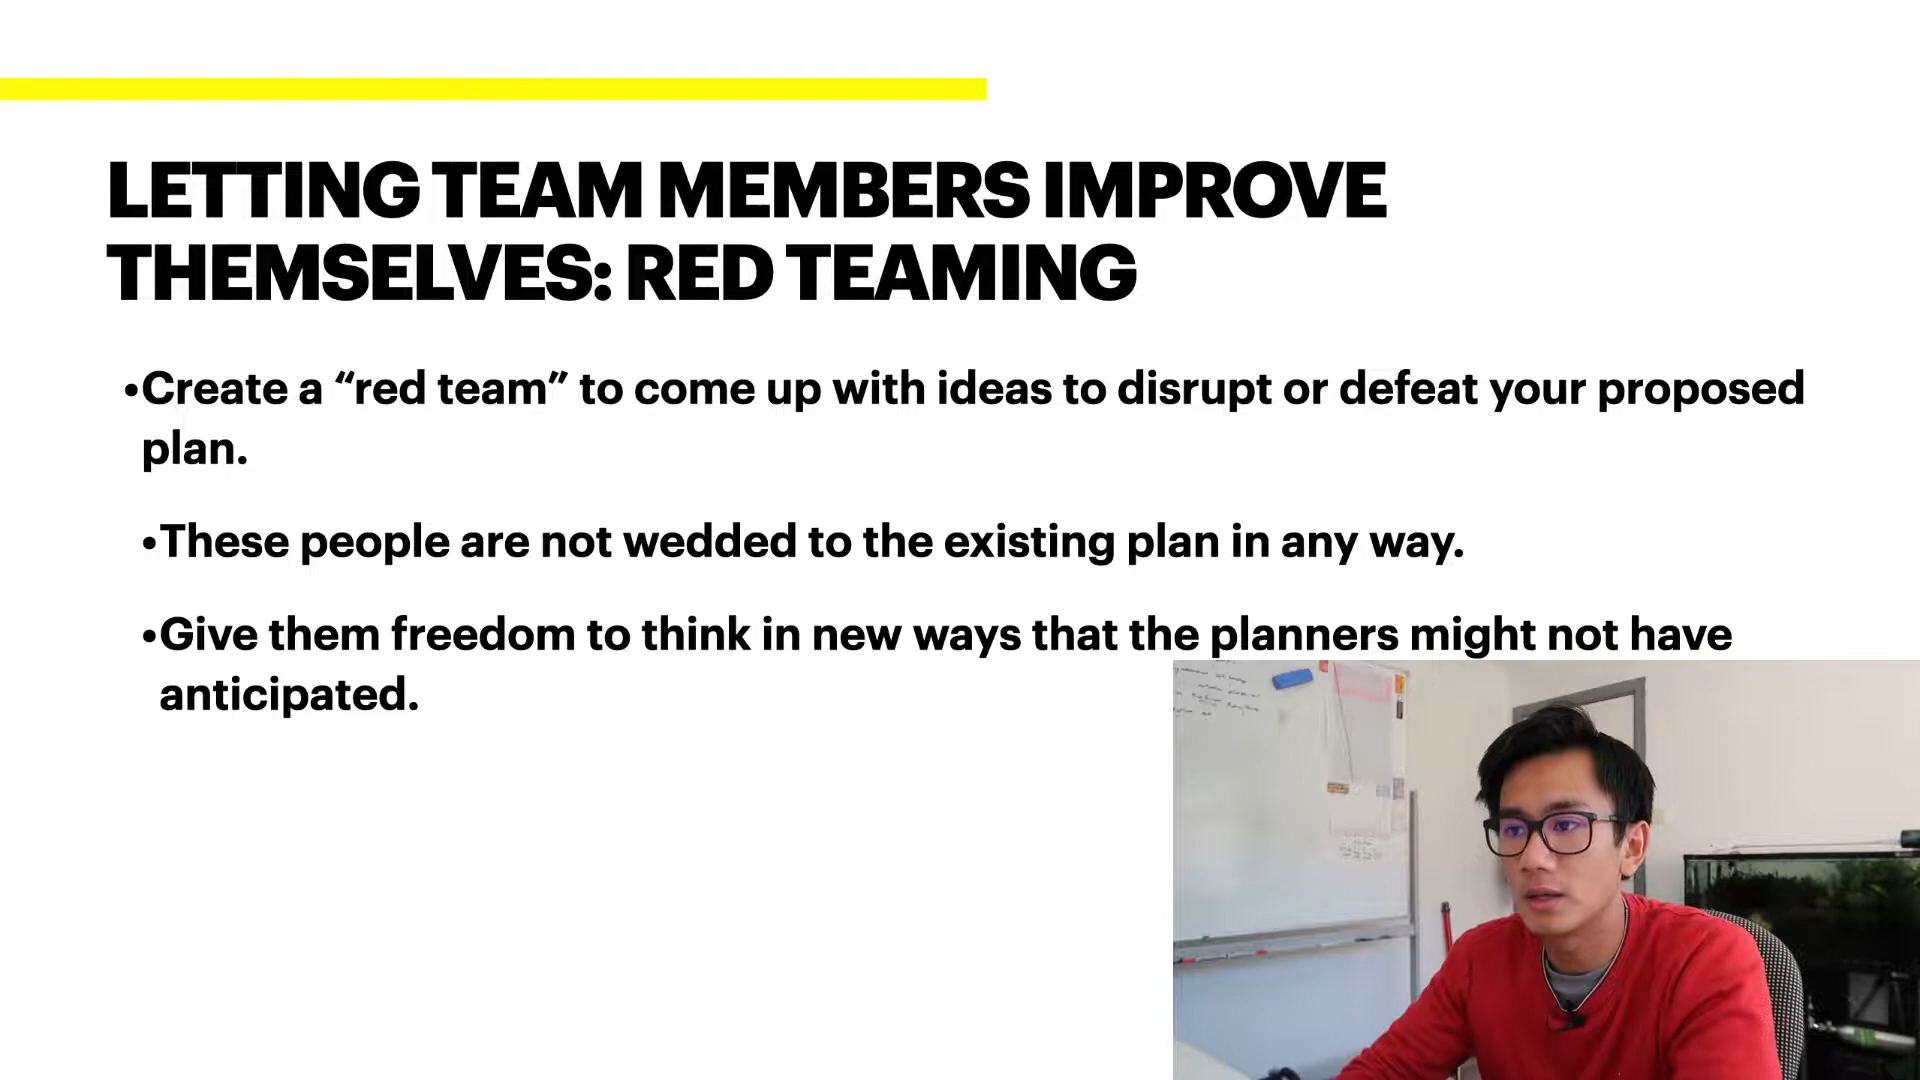 LETTING TEAM MEMBERS IMPROVE
THEMSELVES: RED TEAMING
•Create a “red team” to come up with ideas to disrupt or defeat your proposed
plan.
•These people are not wedded to the existing plan in any way.
•Give them freedom to think in new ways that the planners might not have
anticipated.